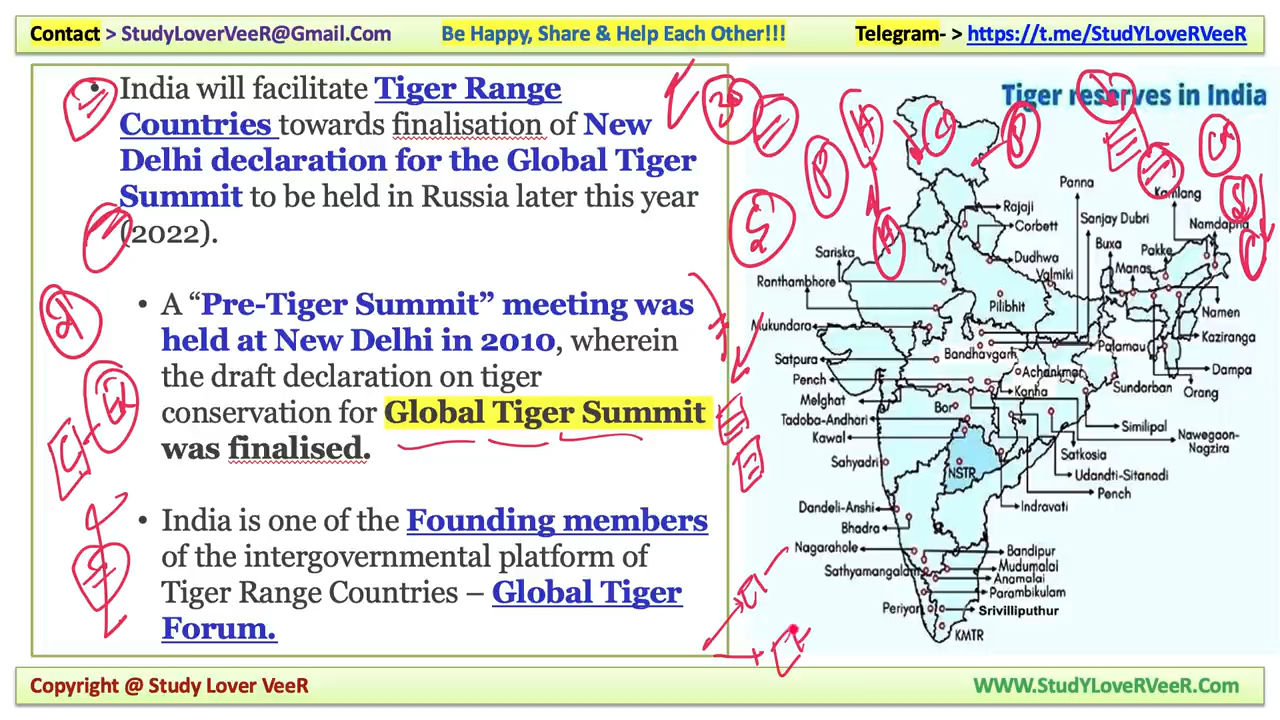 Contact > StudyLoverVeeR@Gmail.Com
Be Happy, Share & Help Each Other!!!
Telegram- > https://t.me/StudYLoveRVeeR
India will facilitate Tiger Range
Countries towards finalisation of New
Delhi declaration for the Global Tiger
Summit to be held in Russia later this year
(2022).
• A “Pre-Tiger Summit” meeting was
held at New Delhi in 2010, wherein
the draft declaration on tiger
conservation for Global Tiger Summit
was finalised.
• India is one of the Founding members
of the intergovernmental platform of
Tiger Range Countries – Global Tiger
Forum.
Tiger reserves in India
Panna
Kamlang
Rajaji
Sanjay Dubri
Namdapha
Corbett
Buxa
Pakke
Sariska
Dudhwa
Manas
Ranthambhore
Valmiki
Pilibhit
Namen
Mukundara
Kaziranga
Bandhavgarh
Palamau
Satpura
Achankmar
Dampa
Pench
Kanha
Sundorban
Orang
Melghat
Bor
Tadoba-Andhari
Similipal
Kawal
Nawegaon-
Nagzira
Satkosia
Sahyadri
NSTR
Udandti-Sitanadi
Pench
Dandeli-Anshi
Indravati
Bhadra
Nagarahole
Bandipur
Sathyamangalam
Mudumalai
Anamalai
Parambikulam
Periyar
Srivilliputhur
KMTR
Copyright @ Study Lover VeeR
WWW.StudYLoveRVeeR.Com